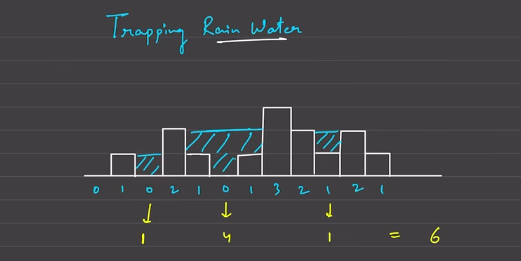 Trapping Rain Water
0 1 0 2 1 0 1 3 2 1 2 1
1 4 1 = 6